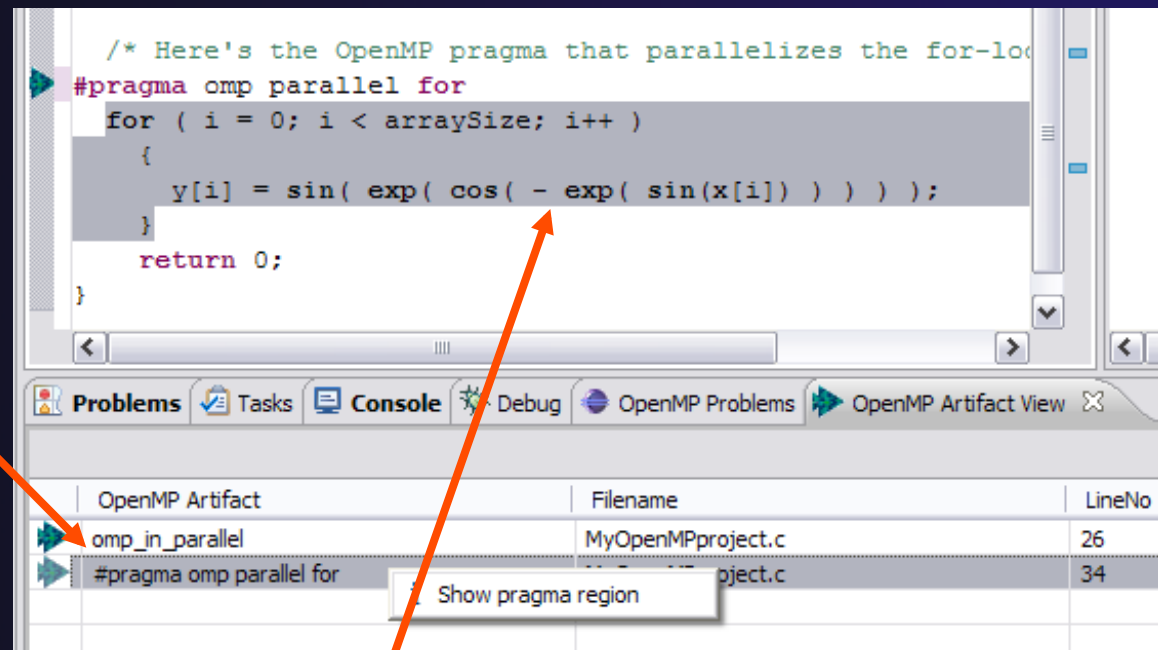 /* Here's the OpenMP pragma that parallelizes the for-loo
#pragma omp parallel for
for ( i = 0; i < arraySize; i++ )
{
y[i] = sin( exp( cos( - exp( sin(x[i]) ) ) ) );
}
return 0;
}
Problems Tasks Console Debug OpenMP Problems OpenMP Artifact View
OpenMP Artifact Filename LineNo
omp_in_parallel MyOpenMPproject.c 26
#pragma omp parallel for oject.c 34
Show pragma region